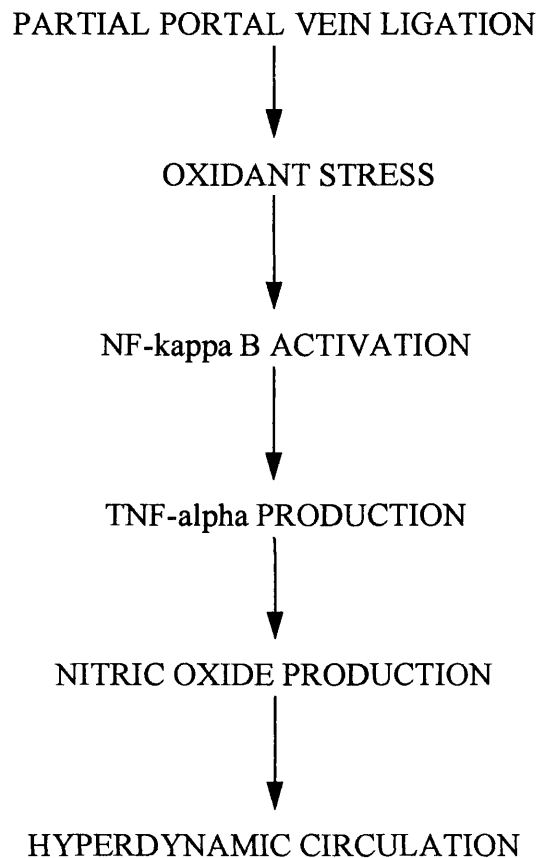 PARTIAL PORTAL VEIN LIGATION
OXIDANT STRESS
NF-kappa B ACTIVATION
TNF-alpha PRODUCTION
NITRIC OXIDE PRODUCTION
HYPERDYNAMIC CIRCULATION